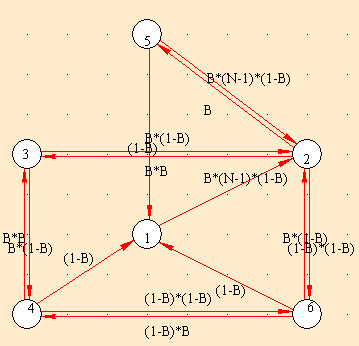 5
B*(N-1)*(1-B)
B
B*(1-B)
(1-B)
3
2
B*B
B*(N-1)*(1-B)
1
B*B
B*(1-B)
B*(1-B)
(1-B)*(1-B)
(1-B)
(1-B)
(1-B)*(1-B)
4
6
(1-B)*B